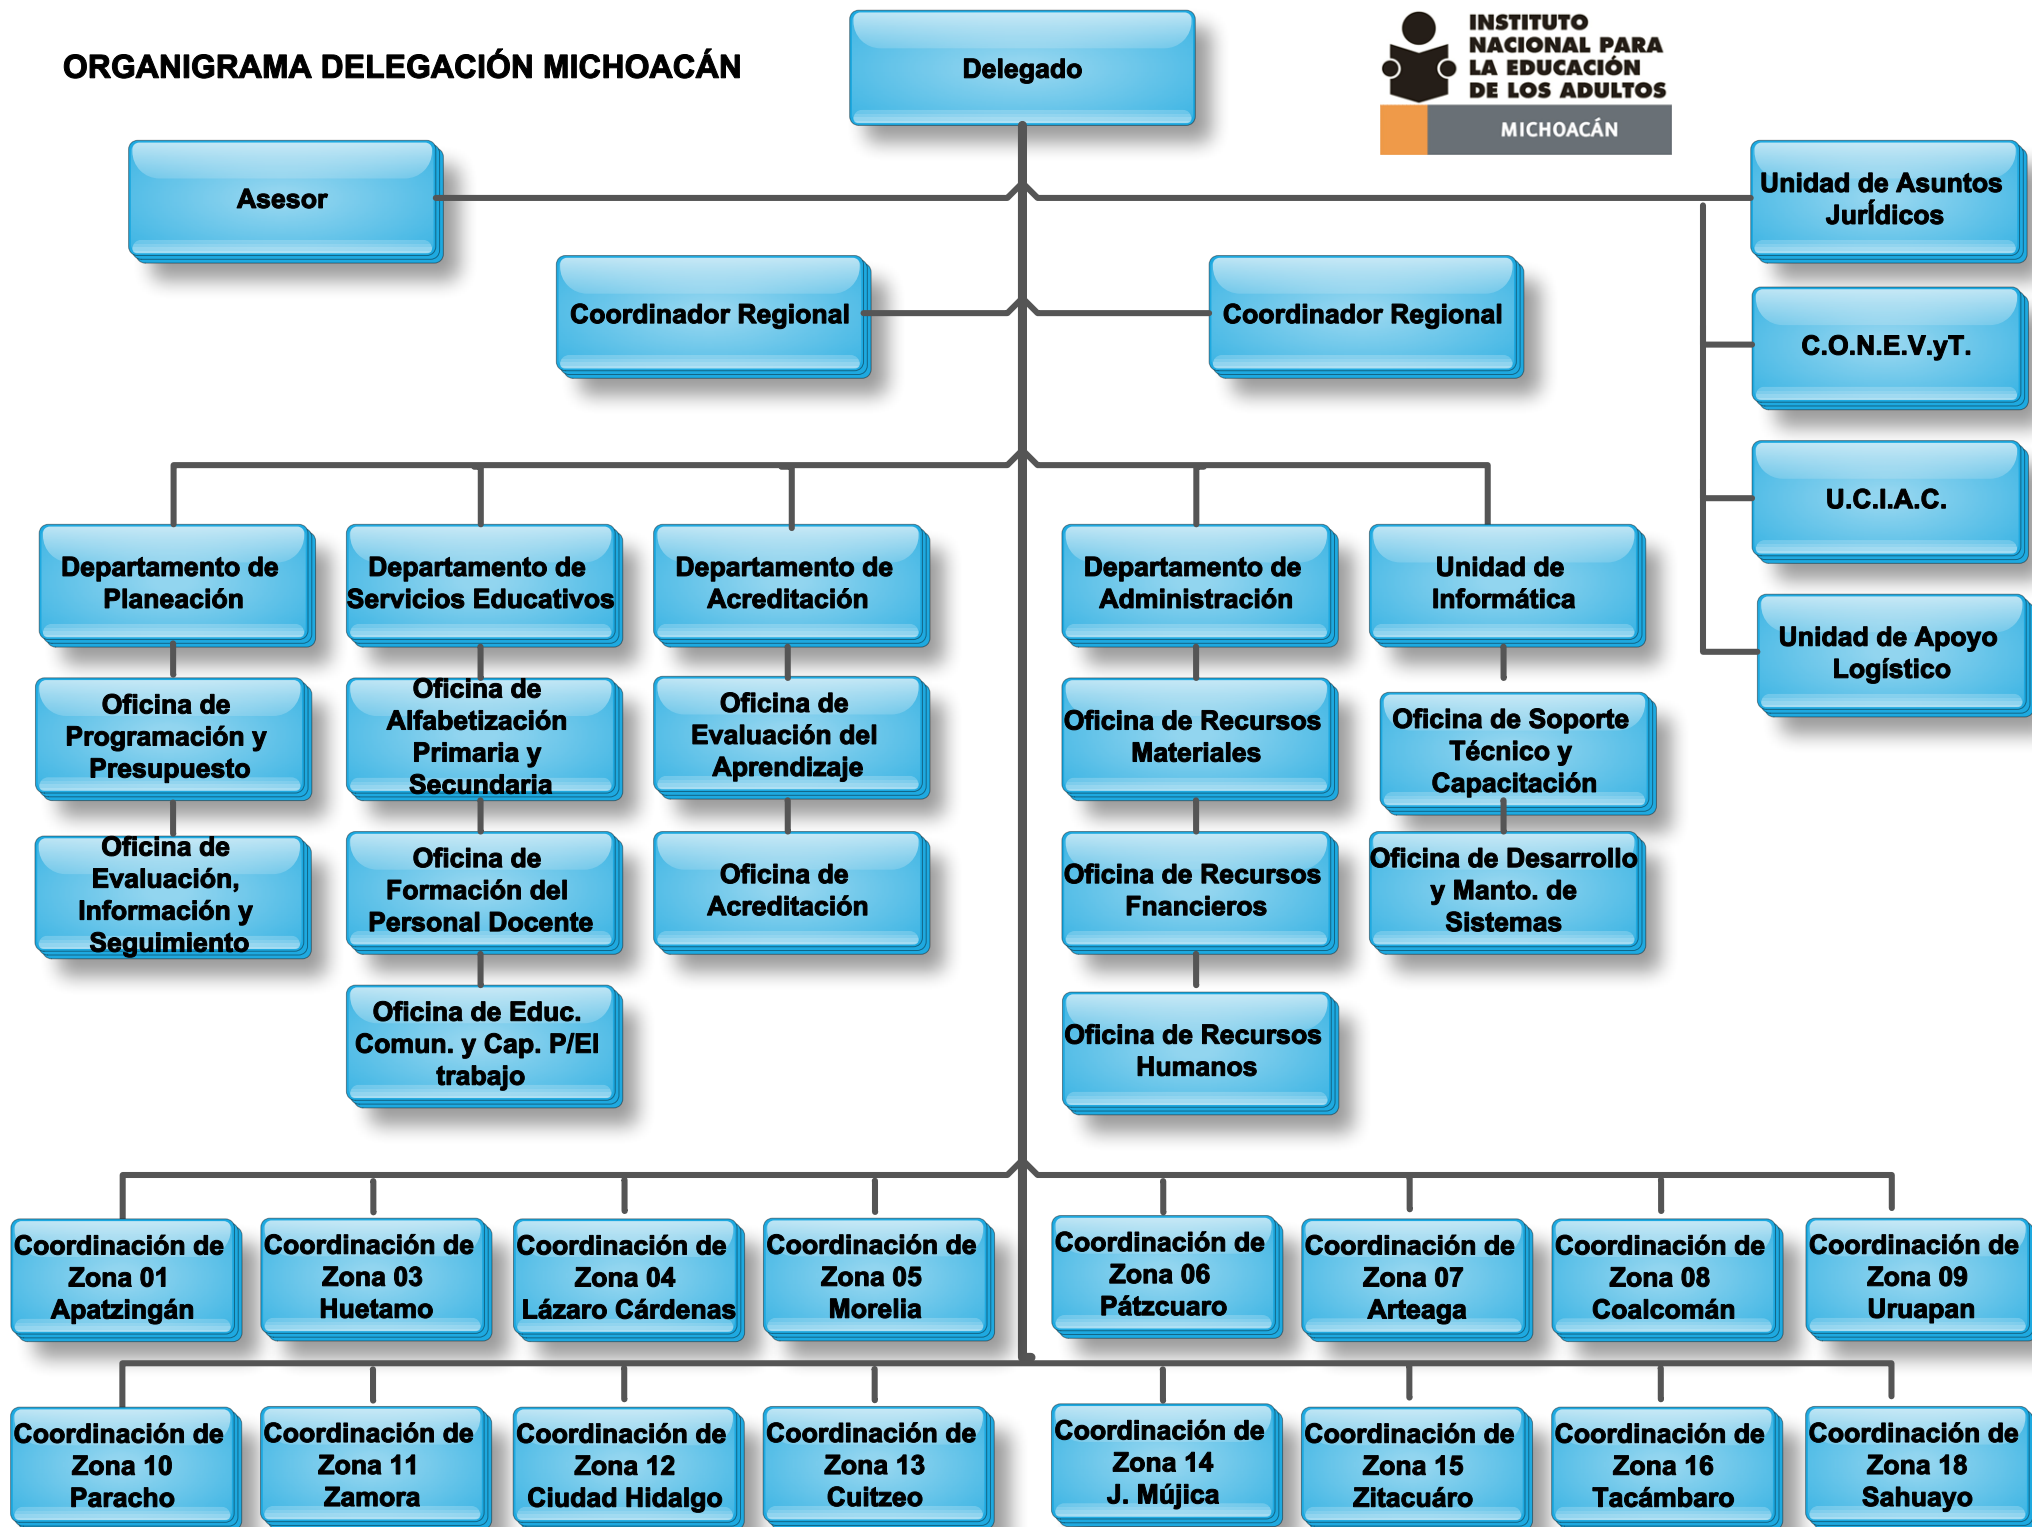 ORGANIGRAMA DELEGACIÓN MICHOACÁN
Delegado
INSTITUTO
NACIONAL PARA
LA EDUCACIÓN
DE LOS ADULTOS
MICHOACÁN
Asesor
Unidad de Asuntos
JurÍdicos
Coordinador Regional
Coordinador Regional
C.O.N.E.V.yT.
U.C.I.A.C.
Unidad de Apoyo
Logístico
Departamento de
Planeación
Departamento de
Servicios Educativos
Departamento de
Acreditación
Departamento de
Administración
Unidad de
Informática
Oficina de
Programación y
Presupuesto
Oficina de
Alfabetización
Primaria y
Secundaria
Oficina de
Evaluación del
Aprendizaje
Oficina de Recursos
Materiales
Oficina de Soporte
Técnico y
Capacitación
Oficina de
Evaluación,
Información y
Seguimiento
Oficina de
Formación del
Personal Docente
Oficina de
Acreditación
Oficina de Recursos
Fnancieros
Oficina de Desarrollo
y Manto. de
Sistemas
Oficina de Educ.
Comun. y Cap. P/El
trabajo
Oficina de Recursos
Humanos
Coordinación de
Zona 01
Apatzingán
Coordinación de
Zona 03
Huetamo
Coordinación de
Zona 04
Lázaro Cárdenas
Coordinación de
Zona 05
Morelia
Coordinación de
Zona 06
Pátzcuaro
Coordinación de
Zona 07
Arteaga
Coordinación de
Zona 08
Coalcomán
Coordinación de
Zona 09
Uruapan
Coordinación de
Zona 10
Paracho
Coordinación de
Zona 11
Zamora
Coordinación de
Zona 12
Ciudad Hidalgo
Coordinación de
Zona 13
Cuitzeo
Coordinación de
Zona 14
J. Mújica
Coordinación de
Zona 15
Zitacuáro
Coordinación de
Zona 16
Tacámbaro
Coordinación de
Zona 18
Sahuayo